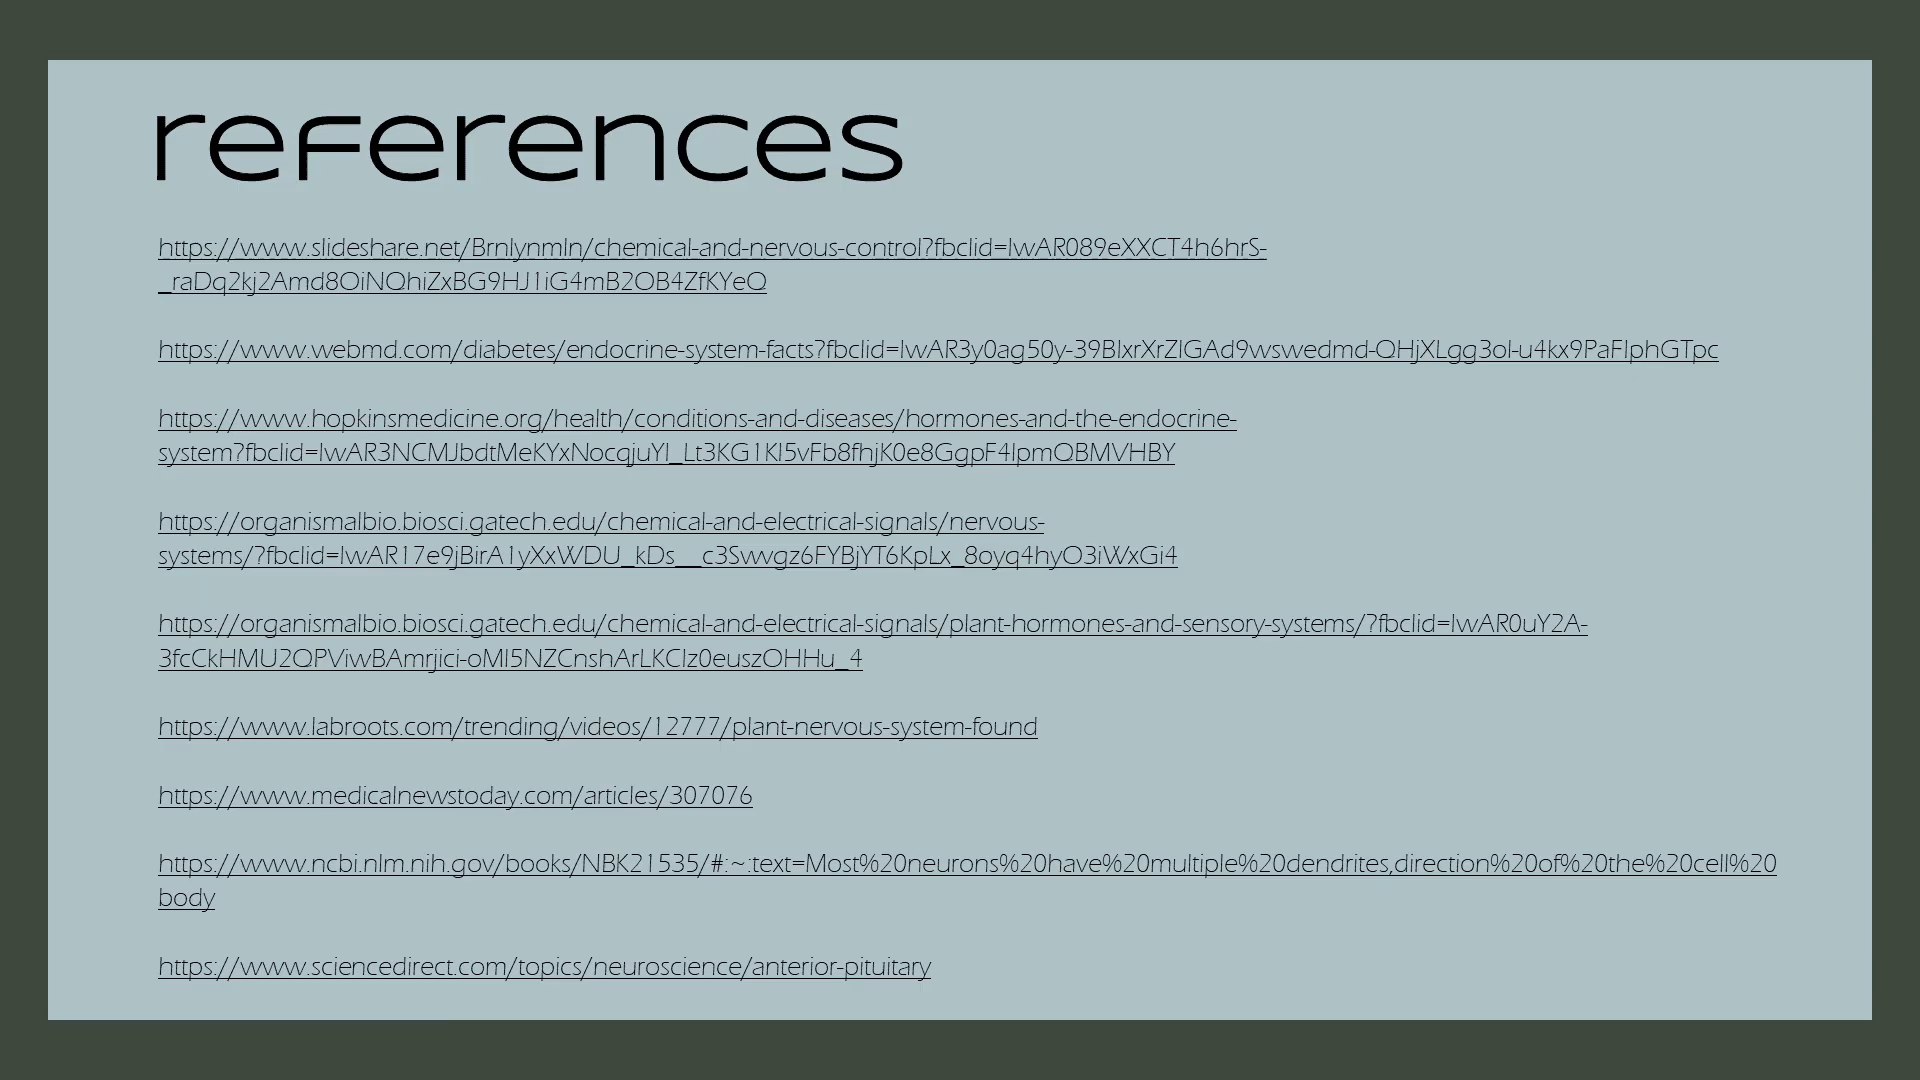 references
https://www.slideshare.net/Brnlynmln/chemical-and-nervous-control?fbclid=IwAR089eXXCT4h6hrS-
_raDq2kj2Amd8OiNQhiZxBG9HJ1iG4mB2OB4ZfKYeQ
https://www.webmd.com/diabetes/endocrine-system-facts?fbclid=IwAR3y0ag50y-39BlxrXrZlGAd9wswedmd-QHjXLgg3ol-u4kx9PaFIphGTpc
https://www.hopkinsmedicine.org/health/conditions-and-diseases/hormones-and-the-endocrine-
system?fbclid=IwAR3NCMJbdtMeKYxNocqjuYI_Lt3KG1Kl5vFb8fhjK0e8GgpF4lpmQBMVHBY
https://organismalbio.biosci.gatech.edu/chemical-and-electrical-signals/nervous-
systems/?fbclid=IwAR17e9jBirA1yXxWDU_kDs__c3Svvgz6FYBjYT6KpLx_8oyq4hyO3iWxGi4
https://organismalbio.biosci.gatech.edu/chemical-and-electrical-signals/plant-hormones-and-sensory-systems/?fbclid=IwAR0uY2A-
3fcCkHMU2QPViwBAmrjici-oMI5NZCnshArLKCIz0euszOHHu_4
https://www.labroots.com/trending/videos/12777/plant-nervous-system-found
https://www.medicalnewstoday.com/articles/307076
https://www.ncbi.nlm.nih.gov/books/NBK21535/#:~:text=Most%20neurons%20have%20multiple%20dendrites,direction%20of%20the%20cell%20
body
https://www.sciencedirect.com/topics/neuroscience/anterior-pituitary